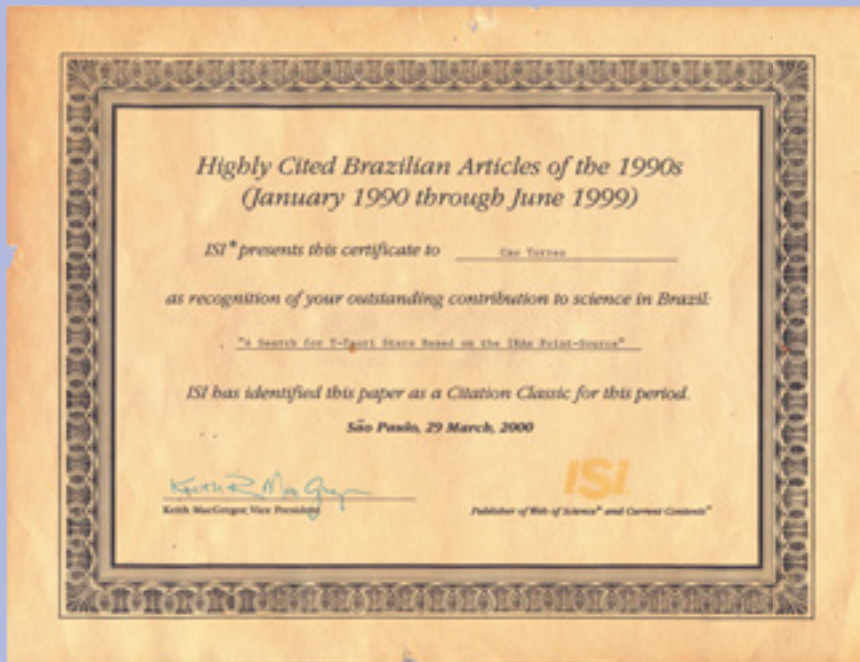 Highly Cited Brazilian Articles of the 1990s
(January 1990 through June 1999)
ISI® presents this certificate to Cao Torres
as recognition of your outstanding contribution to science in Brazil:
"A Search for T-Tauri Stars Based on the IRAs Point-Source"
ISI has identified this paper as a Citation Classic for this period.
São Paulo, 29 March, 2000
Keith R Mac Gregor
ISI
Keith MacGregor, Vice President
Publisher of Web of Science® and Current Contents®